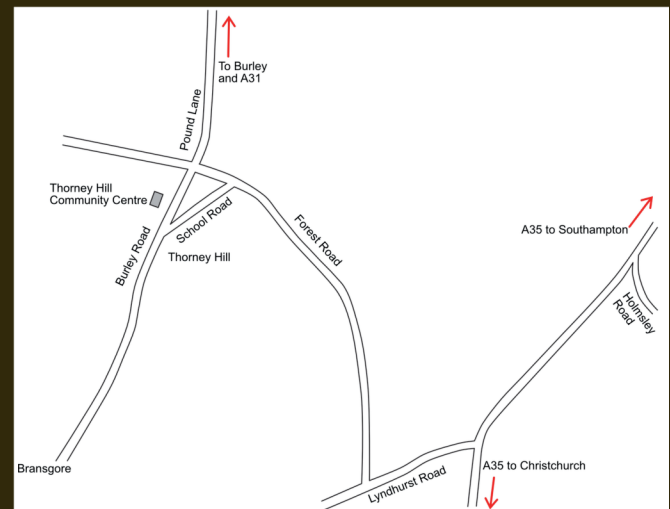 To Burley
and A31
Pound Lane
Thorney Hill
Community Centre
School Road
Burley Road
Thorney Hill
Forest Road
A35 to Southampton
Holmsley
Road
Bransgore
Lyndhurst Road
A35 to Christchurch